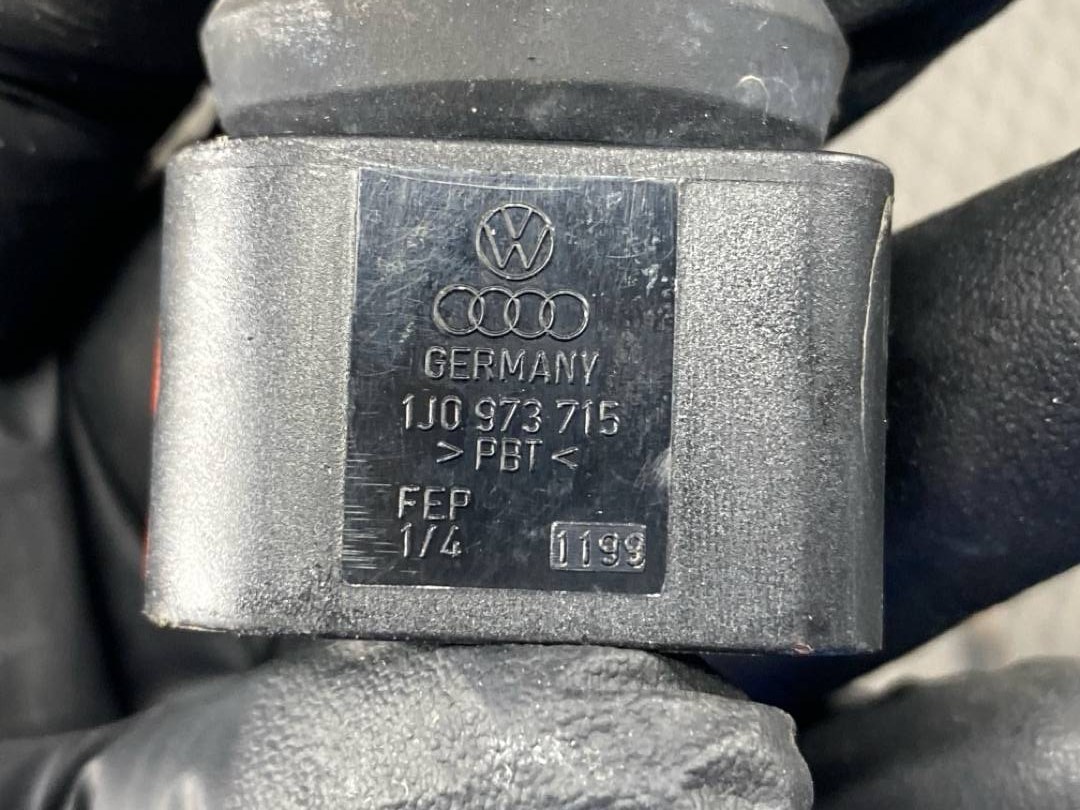 GERMANY
1J0 973 715
>PBT<
FEP
1/4
1199